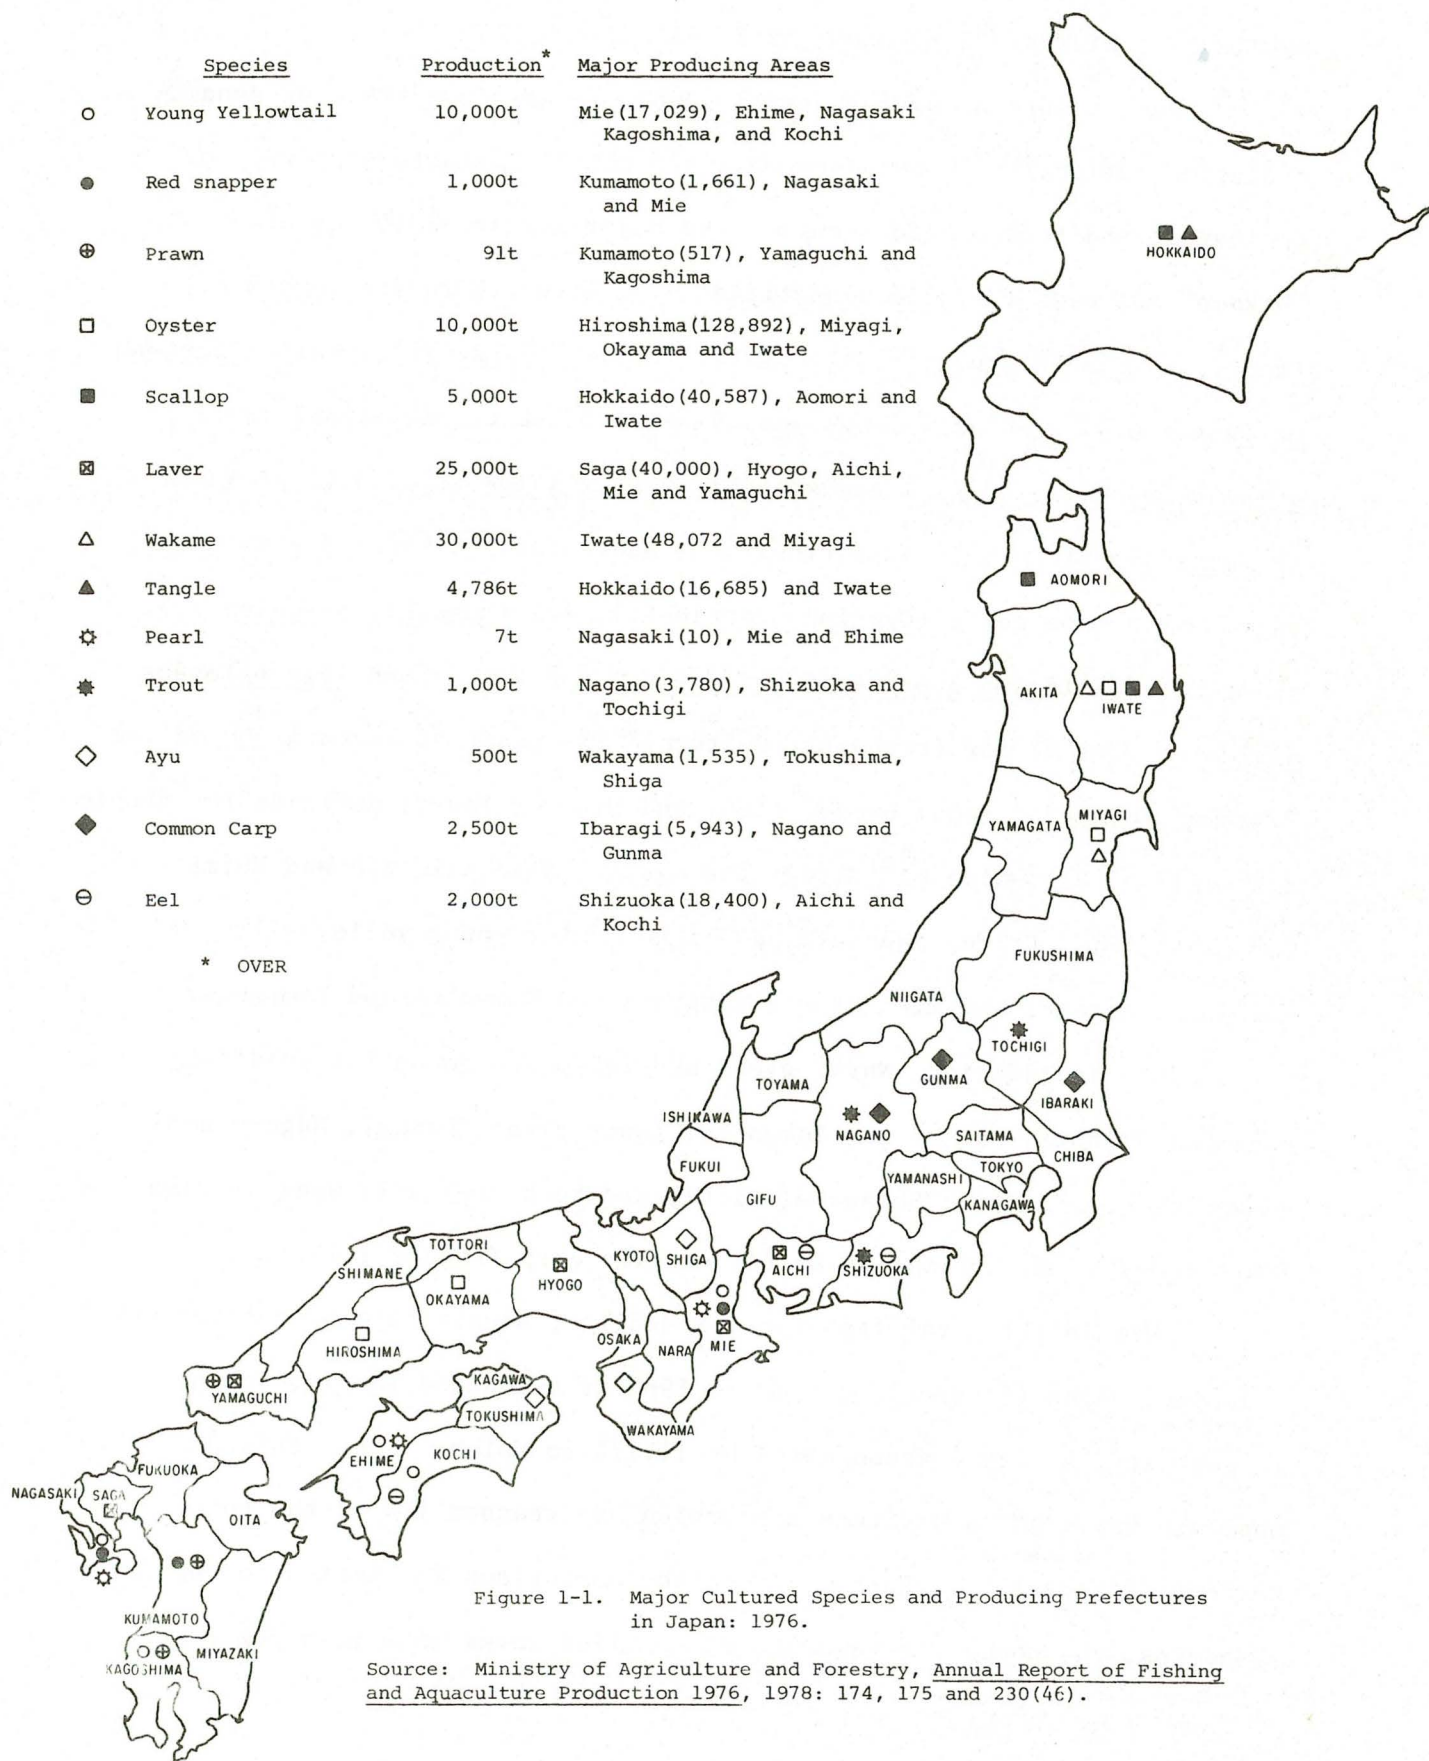 Species Production* Major Producing Areas
Young Yellowtail 10,000t Mie(17,029), Ehime, Nagasaki
Kagoshima, and Kochi
Red snapper 1,000t Kumamoto(1,661), Nagasaki
and Mie
Prawn 91t Kumamoto(517), Yamaguchi and
Kagoshima
Oyster 10,000t Hiroshima(128,892), Miyagi,
Okayama and Iwate
Scallop 5,000t Hokkaido(40,587), Aomori and
Iwate
Laver 25,000t Saga(40,000), Hyogo, Aichi,
Mie and Yamaguchi
Wakame 30,000t Iwate(48,072 and Miyagi
Tangle 4,786t Hokkaido(16,685) and Iwate
Pearl 7t Nagasaki(10), Mie and Ehime
Trout 1,000t Nagano(3,780), Shizuoka and
Tochigi
Ayu 500t Wakayama(1,535), Tokushima,
Shiga
Common Carp 2,500t Ibaragi(5,943), Nagano and
Gunma
Eel 2,000t Shizuoka(18,400), Aichi and
Kochi
* OVER
HOKKAIDO
AOMORI
AKITA
IWATE
YAMAGATA
MIYAGI
FUKUSHIMA
NIIGATA
TOCHIGI
GUNMA
IBARAKI
TOYAMA
ISHIKAWA
NAGANO
SAITAMA
CHIBA
TOKYO
FUKUI
YAMANASHI
KANAGAWA
GIFU
KYOTO
SHIGA
AICHI
SHIZUOKA
TOTTORI
SHIMANE
HYOGO
OKAYAMA
OSAKA
NARA
MIE
HIROSHIMA
YAMAGUCHI
KAGAWA
TOKUSHIMA
WAKAYAMA
EHIME
KOCHI
FUKUOKA
NAGASAKI
SAGA
OITA
KUMAMOTO
MIYAZAKI
KAGOSHIMA
Figure 1-1. Major Cultured Species and Producing Prefectures
in Japan: 1976.
Source: Ministry of Agriculture and Forestry, Annual Report of Fishing
and Aquaculture Production 1976, 1978: 174, 175 and 230(46).